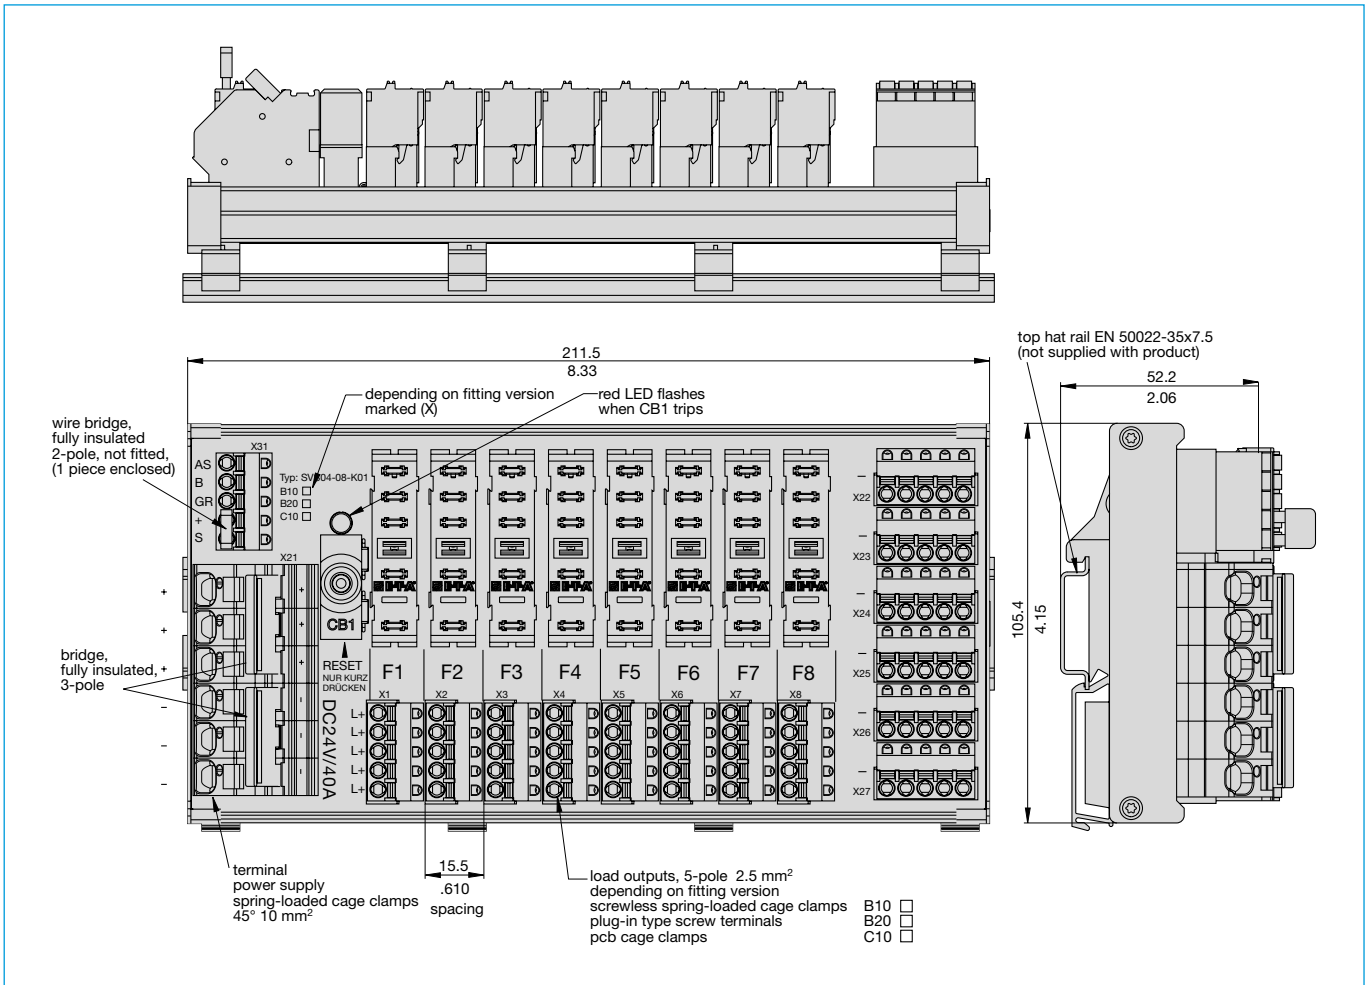 top hat rail EN 50022-35x7.5
(not supplied with product)
211.5
8.33
52.2
2.06
depending on fitting version
marked (X)
red LED flashes
when CB1 trips
wire bridge,
fully insulated
2-pole, not fitted,
(1 piece enclosed)
X31
AS
B
GR
+
S
Typ: SVB04-08-K01
B10
B20
C10
X21
+
+
+
−
−
−
+
+
+
-
-
-
bridge,
fully insulated,
3-pole
CB1
RESET
NUR KURZ
DRÜCKEN
DC24V/40A
E-T-A E-T-A E-T-A E-T-A E-T-A E-T-A E-T-A E-T-A
F1 F2 F3 F4 F5 F6 F7 F8
X1 X2 X3 X4 X5 X6 X7 X8
L+
L+
L+
L+
L+
−
X22
−
X23
−
X24
−
X25
−
X26
−
X27
105.4
4.15
terminal
power supply
spring-loaded cage clamps
45° 10 mm²
15.5
.610
spacing
load outputs, 5-pole 2.5 mm²
depending on fitting version
screwless spring-loaded cage clamps B10
plug-in type screw terminals B20
pcb cage clamps C10